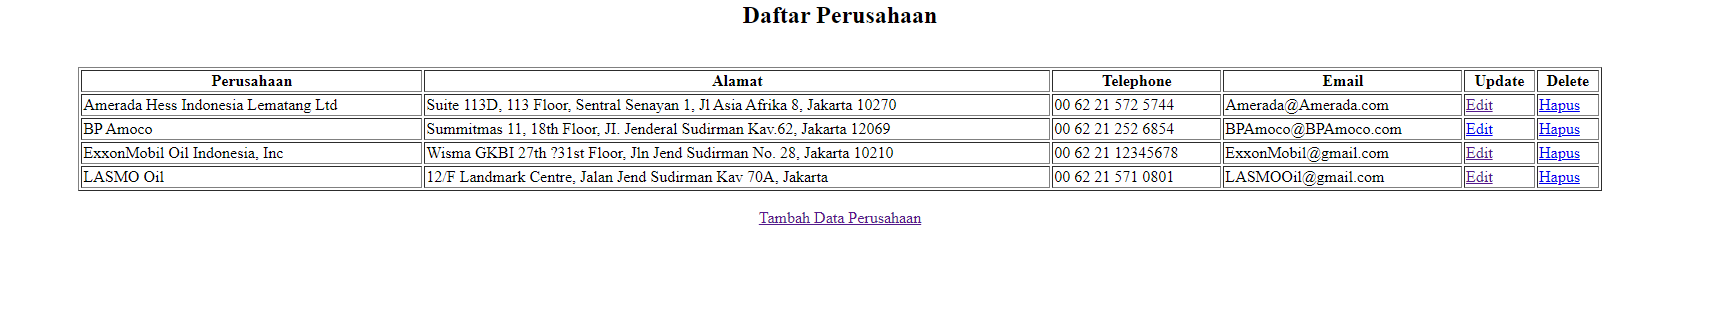 Daftar Perusahaan
Perusahaan Alamat Telephone Email Update Delete
Amerada Hess Indonesia Lematang Ltd Suite 113D, 113 Floor, Sentral Senayan 1, Jl Asia Afrika 8, Jakarta 10270 00 62 21 572 5744 Amerada@Amerada.com Edit Hapus
BP Amoco Summitmas 11, 18th Floor, JI. Jenderal Sudirman Kav.62, Jakarta 12069 00 62 21 252 6854 BPAmoco@BPAmoco.com Edit Hapus
ExxonMobil Oil Indonesia, Inc Wisma GKBI 27th ?31st Floor, Jln Jend Sudirman No. 28, Jakarta 10210 00 62 21 12345678 ExxonMobil@gmail.com Edit Hapus
LASMO Oil 12/F Landmark Centre, Jalan Jend Sudirman Kav 70A, Jakarta 00 62 21 571 0801 LASMOOil@gmail.com Edit Hapus
Tambah Data Perusahaan